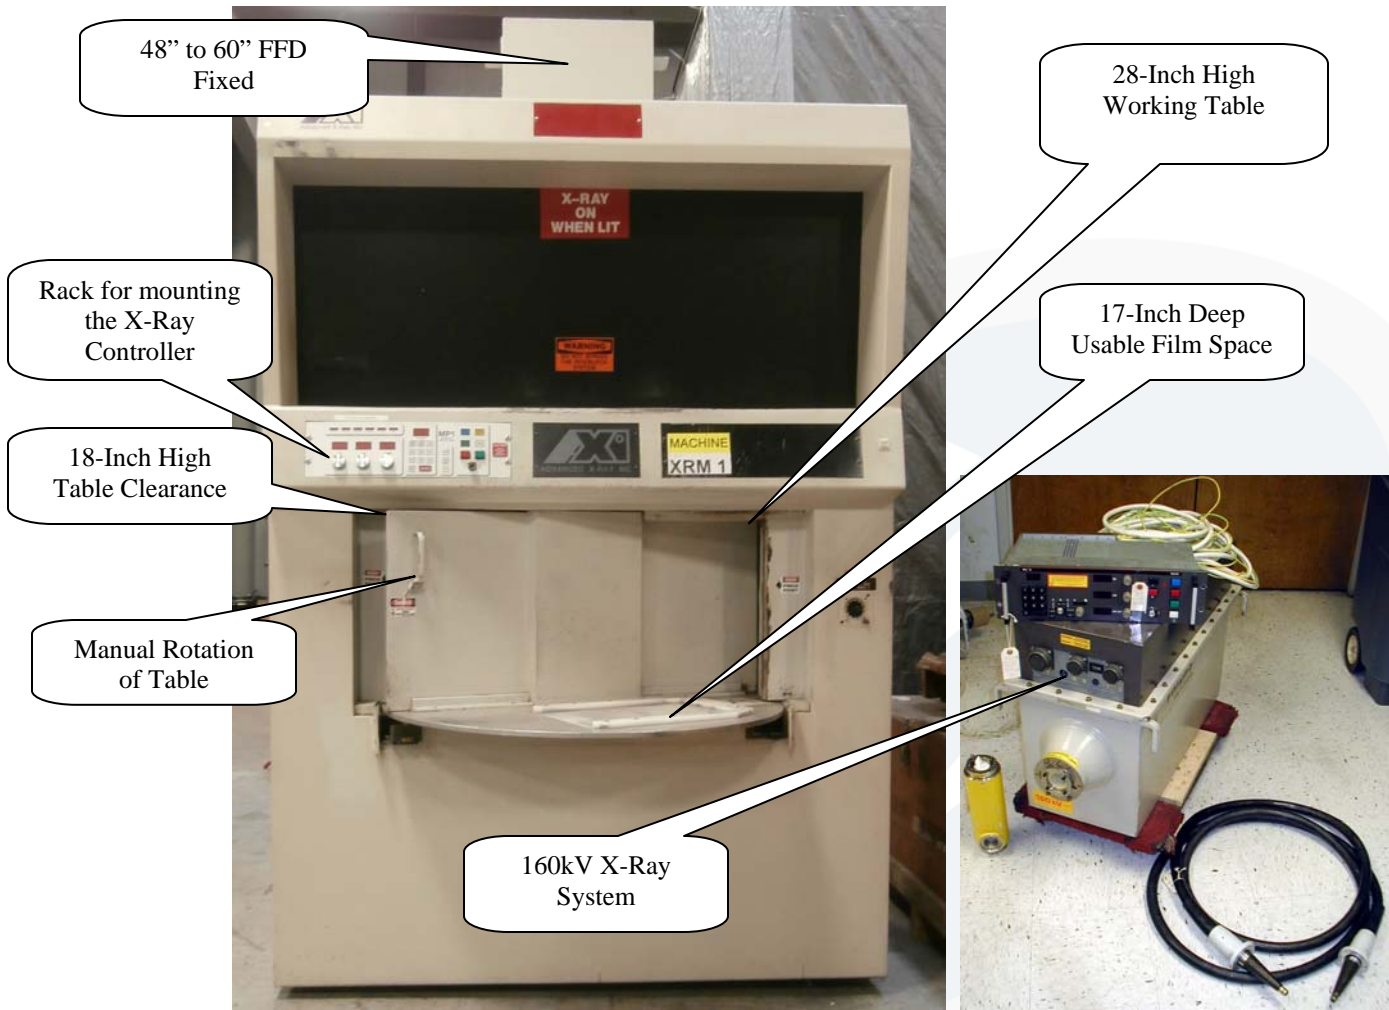 48” to 60” FFD
Fixed
28-Inch High
Working Table
X-RAY
ON
WHEN LIT
Rack for mounting
the X-Ray
Controller
17-Inch Deep
Usable Film Space
WARNING
MP1
MACHINE
XRM 1
ADVANCED X-RAY INC
18-Inch High
Table Clearance
Manual Rotation
of Table
160kV X-Ray
System